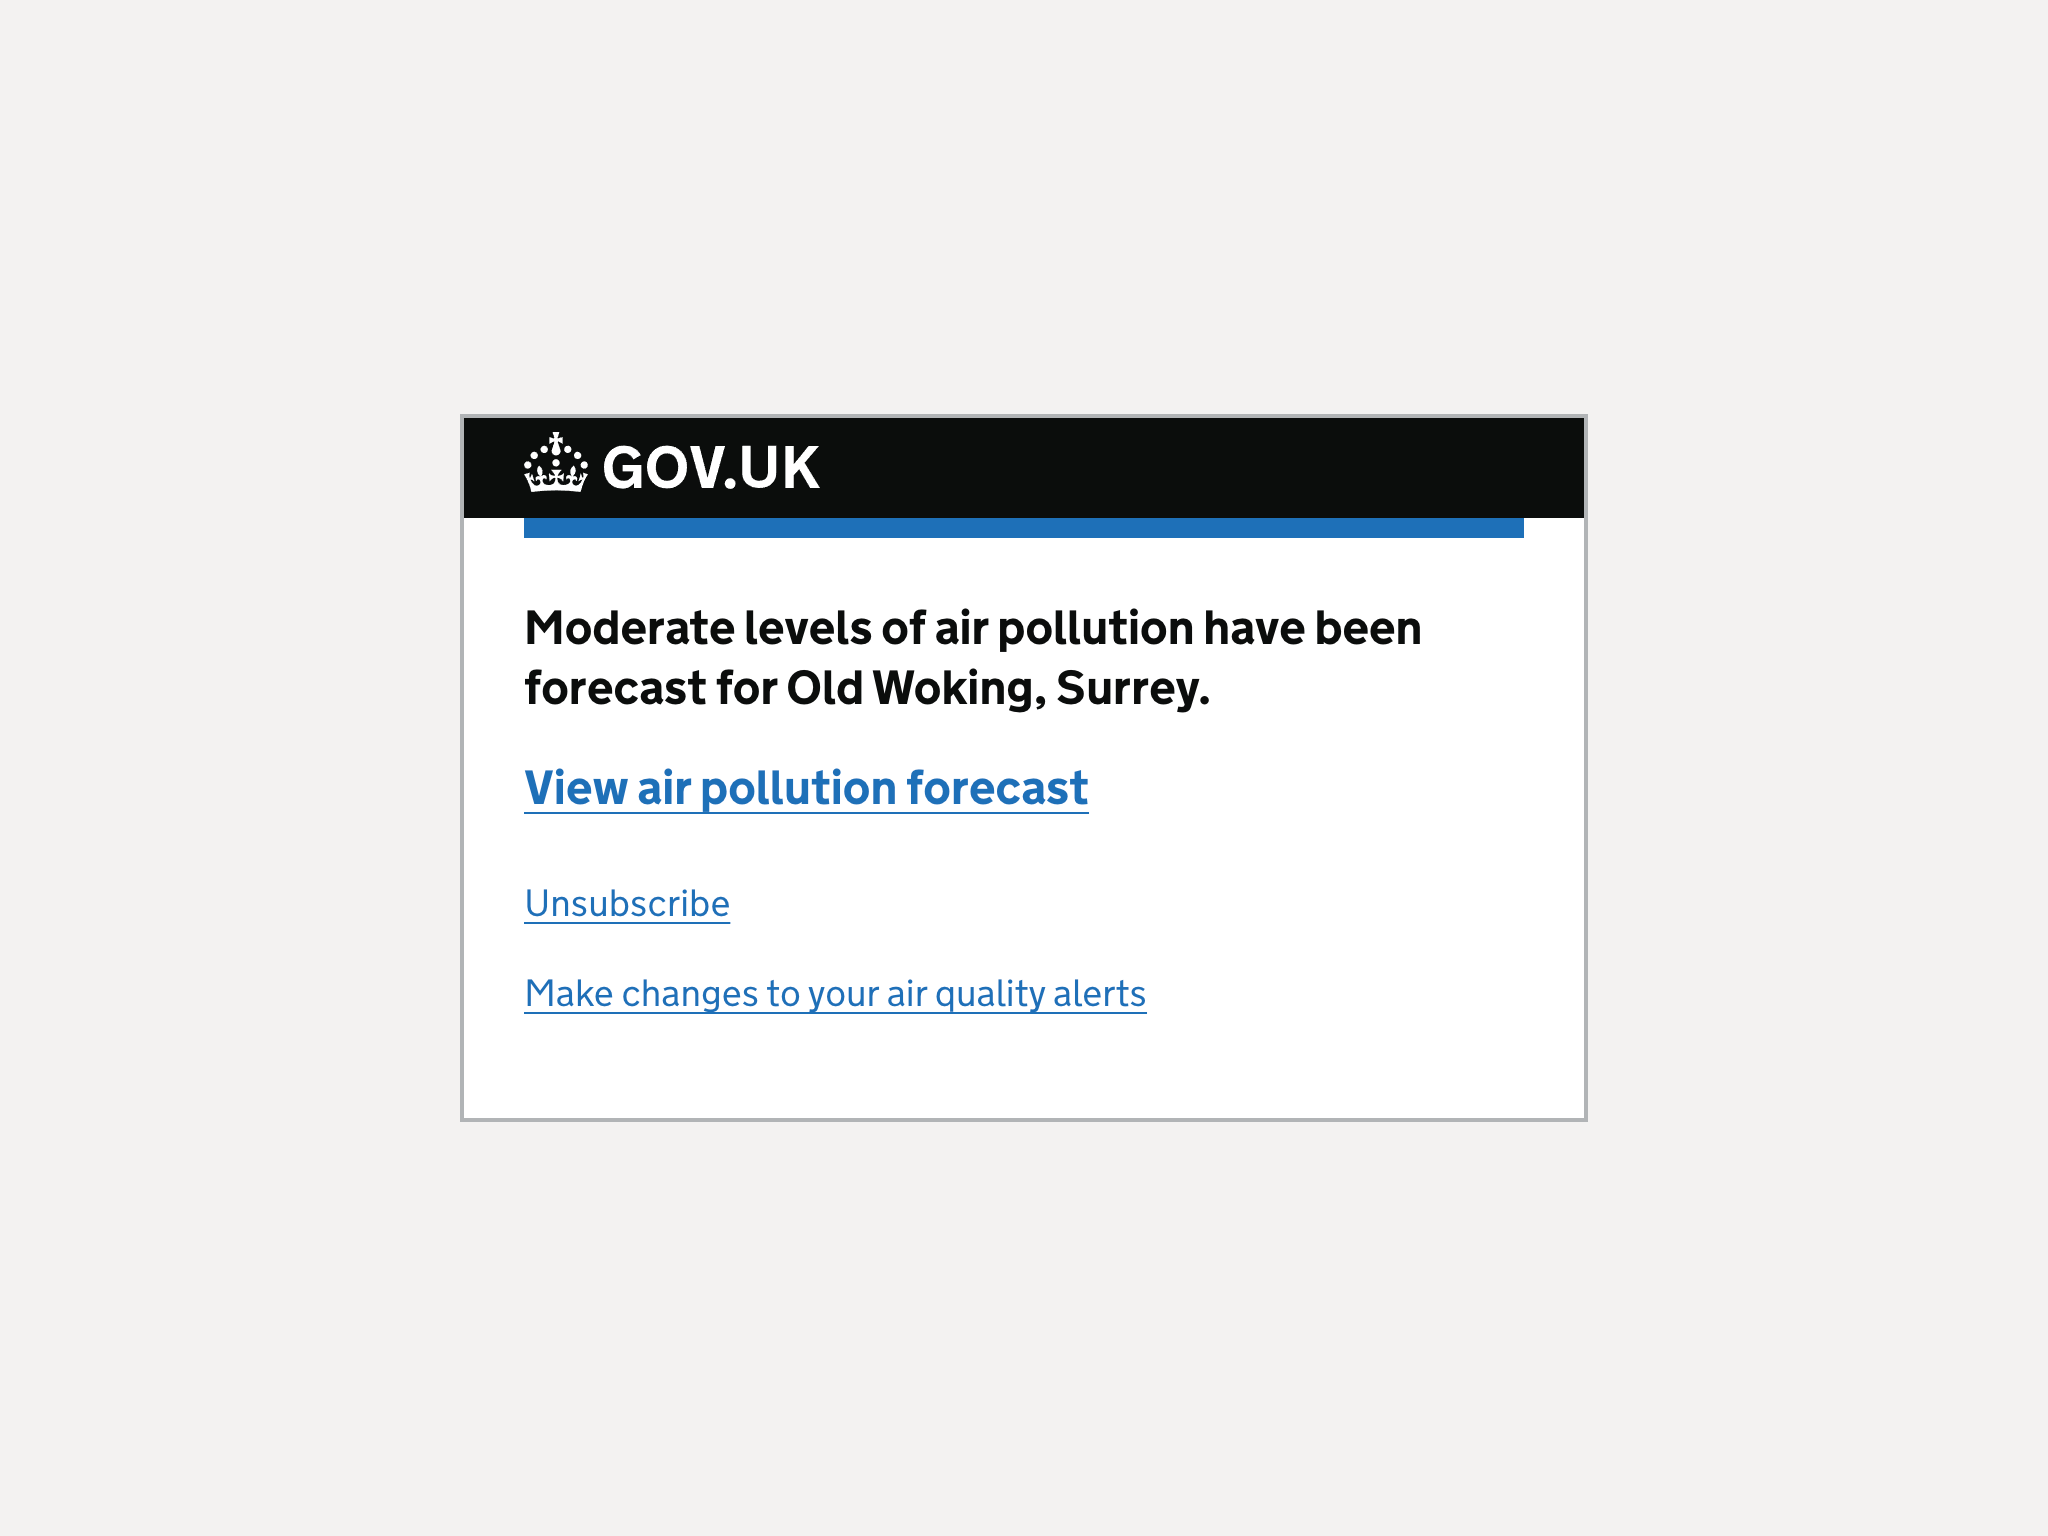 GOV.UK
Moderate levels of air pollution have been
forecast for Old Woking, Surrey.
View air pollution forecast
Unsubscribe
Make changes to your air quality alerts